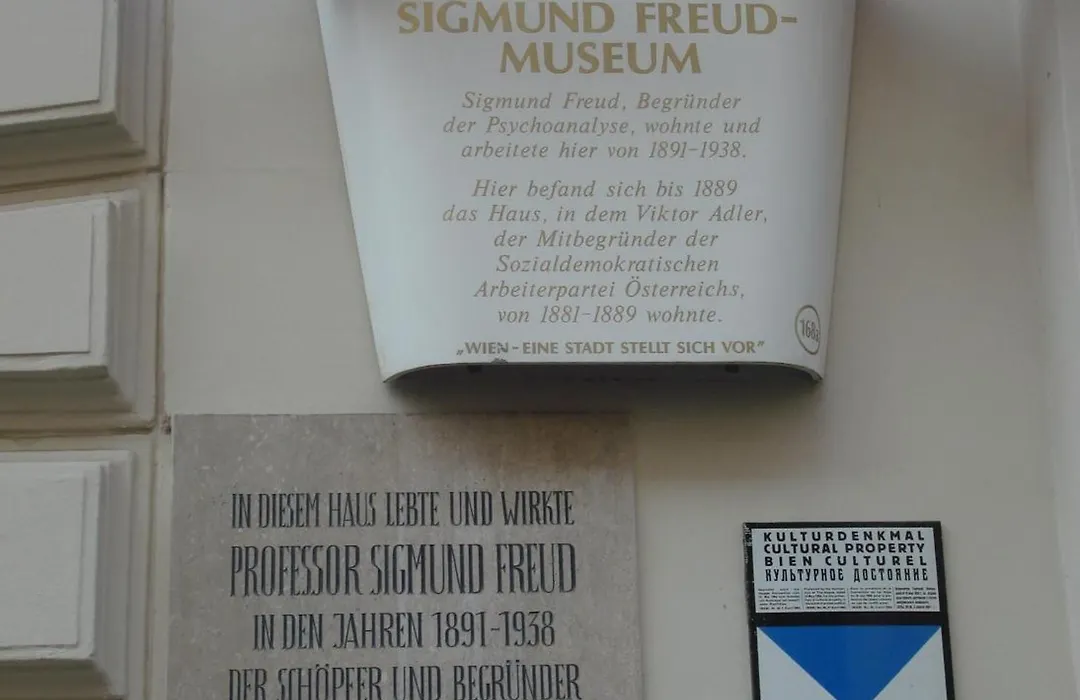 SIGMUND FREUD-
MUSEUM
Sigmund Freud, Begründer
der Psychoanalyse, wohnte und
arbeitete hier von 1891-1938.
Hier befand sich bis 1889
das Haus, in dem Viktor Adler,
der Mitbegründer der
Sozialdemokratischen
Arbeiterpartei Österreichs,
von 1881-1889 wohnte.
„WIEN-EINE STADT STELLT SICH VOR"
IN DIESEM HAUS LEBTE UND WIRKTE
PROFESSOR SIGMUND FREUD
IN DEN JAHREN 1891-1938
DER SCHÖPFER UND BEGRÜNDER
KULTURDENKMAL
CULTURAL PROPERTY
BIEN CULTUREL
КУЛЬТУРНОЕ ДОСТОЯНИЕ